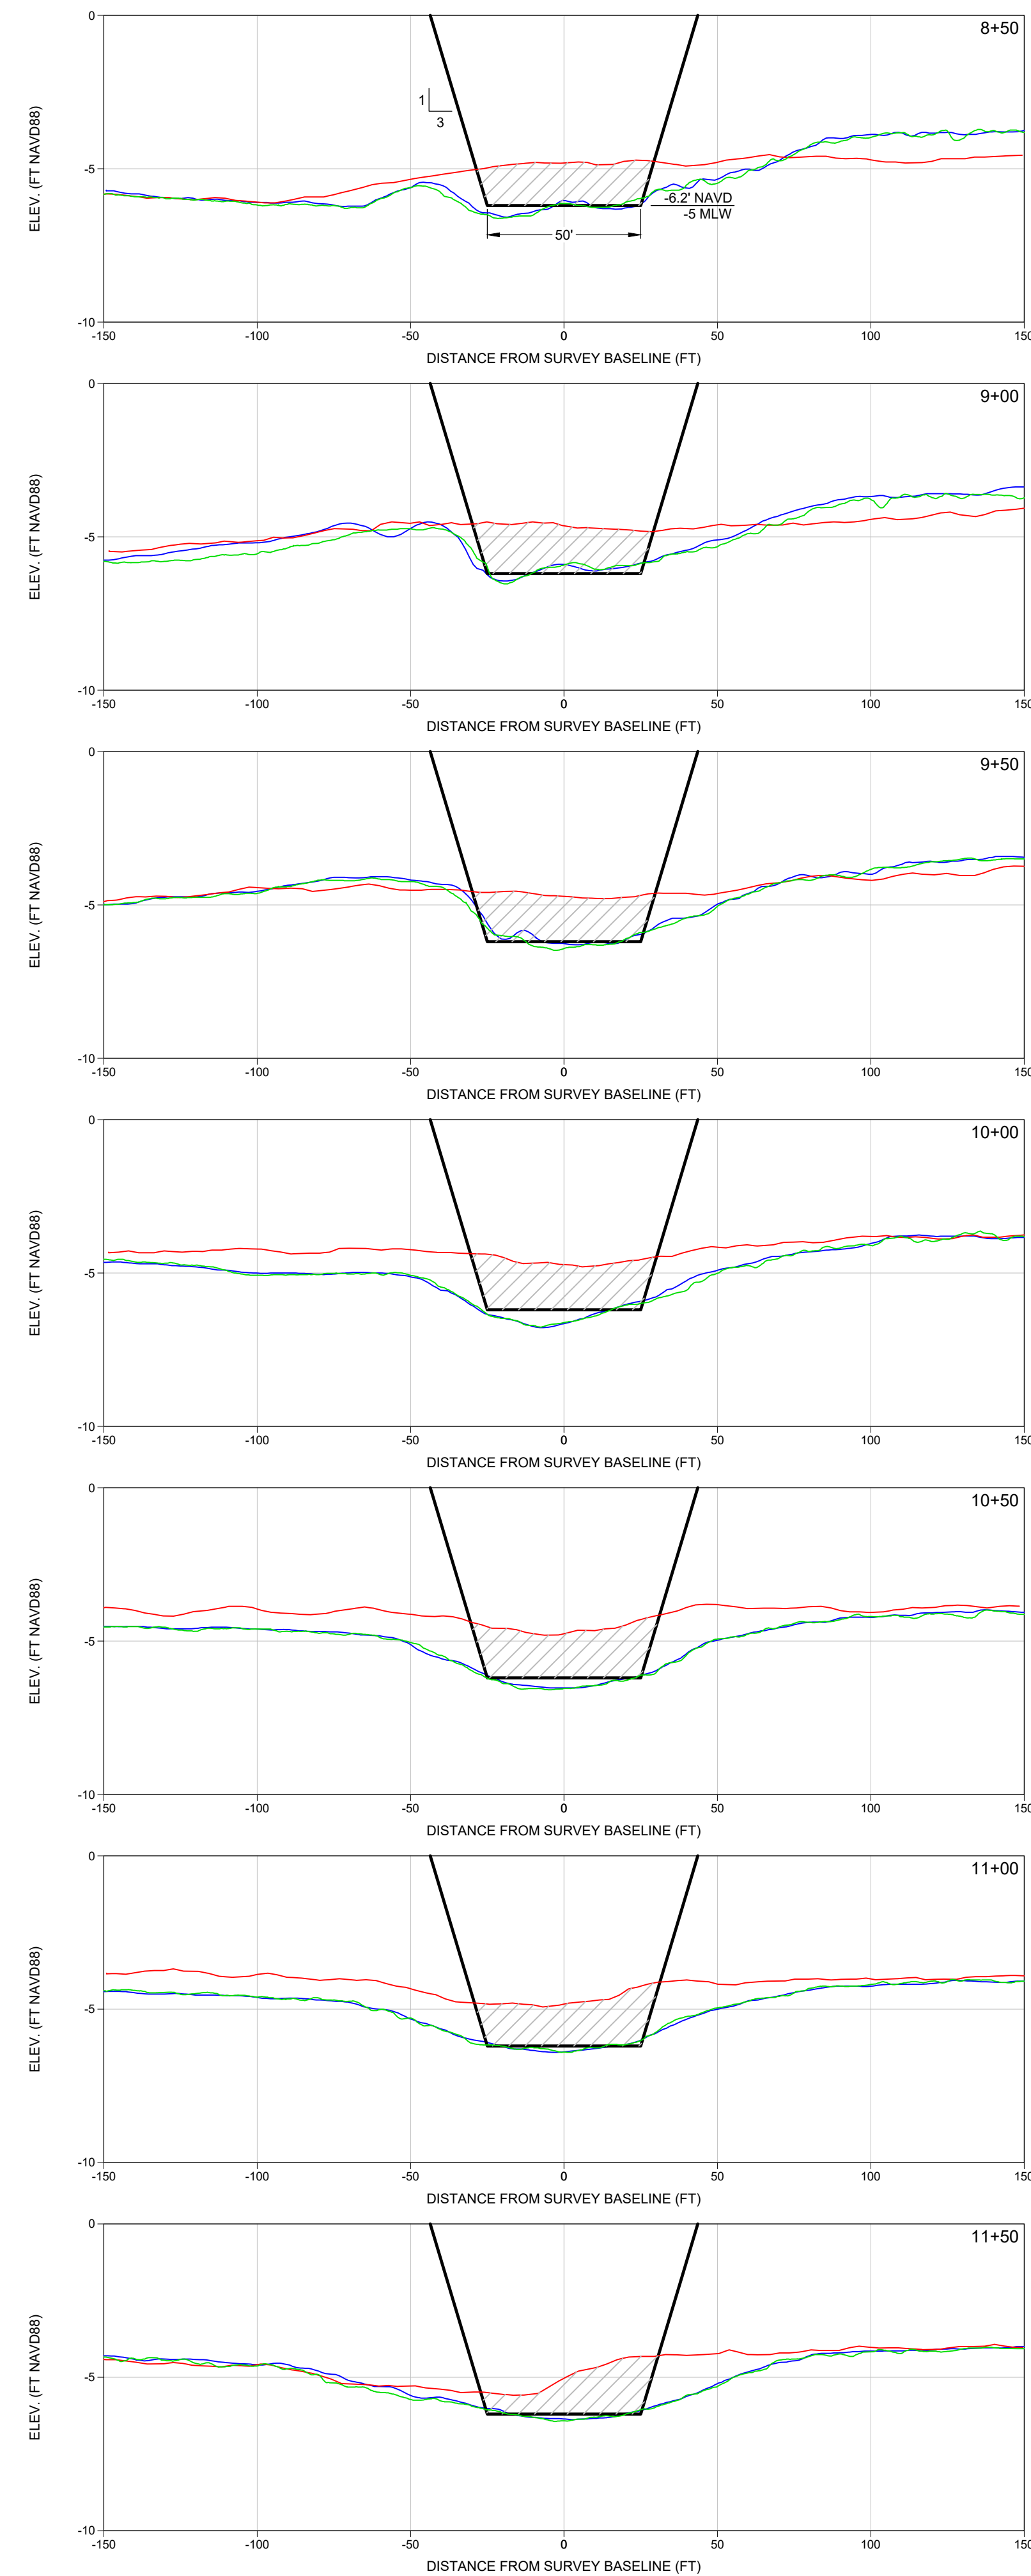 8+50
0
-5
-10
ELEV. (FT NAVD88)
1
3
-6.2' NAVD
-5 MLW
50'
-150 -100 -50 0 50 100 150
DISTANCE FROM SURVEY BASELINE (FT)
9+00
0
-5
-10
ELEV. (FT NAVD88)
-150 -100 -50 0 50 100 150
DISTANCE FROM SURVEY BASELINE (FT)
9+50
0
-5
-10
ELEV. (FT NAVD88)
-150 -100 -50 0 50 100 150
DISTANCE FROM SURVEY BASELINE (FT)
10+00
0
-5
-10
ELEV. (FT NAVD88)
-150 -100 -50 0 50 100 150
DISTANCE FROM SURVEY BASELINE (FT)
10+50
0
-5
-10
ELEV. (FT NAVD88)
-150 -100 -50 0 50 100 150
DISTANCE FROM SURVEY BASELINE (FT)
11+00
0
-5
-10
ELEV. (FT NAVD88)
-150 -100 -50 0 50 100 150
DISTANCE FROM SURVEY BASELINE (FT)
11+50
0
-5
-10
ELEV. (FT NAVD88)
-150 -100 -50 0 50 100 150
DISTANCE FROM SURVEY BASELINE (FT)